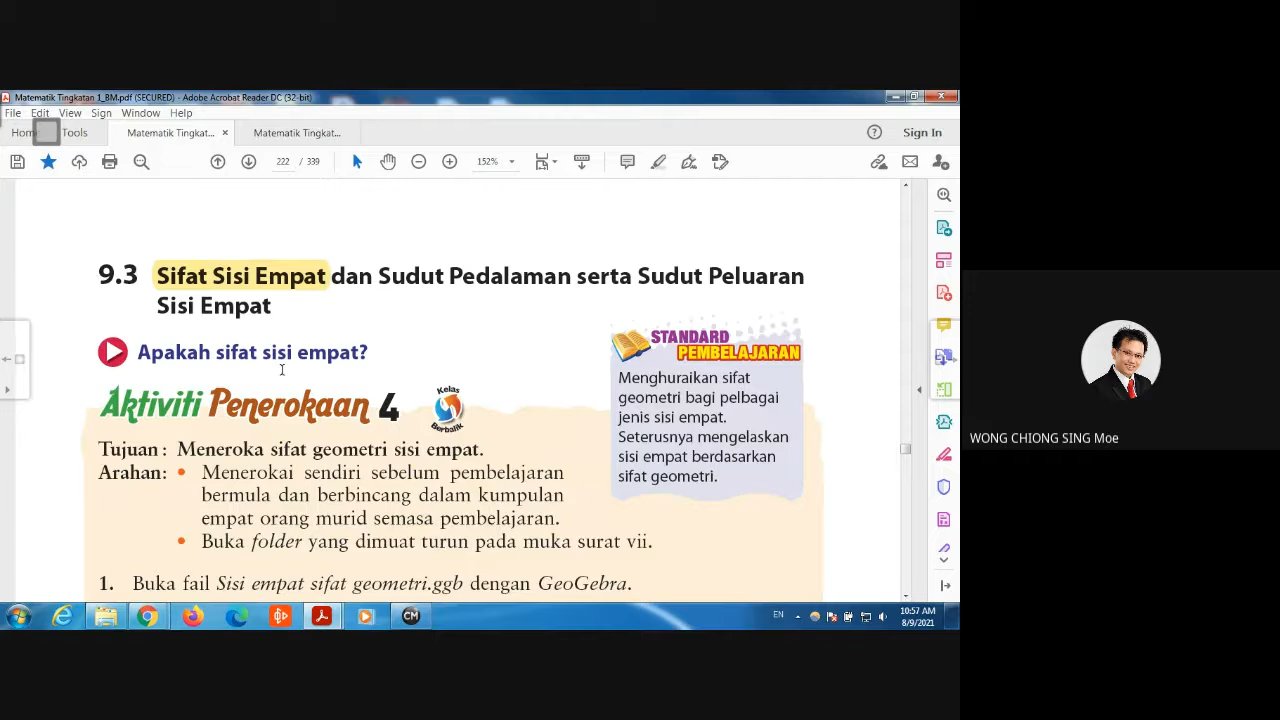 Matematik Tingkatan 1_BM.pdf (SECURED) - Adobe Acrobat Reader DC (32-bit)
File Edit View Sign Window Help
Home Tools Matematik Tingkat... × Matematik Tingkat... Sign In
222 / 339 152%
9.3 Sifat Sisi Empat dan Sudut Pedalaman serta Sudut Peluaran
Sisi Empat
Apakah sifat sisi empat?
Aktiviti Penerokaan 4
Kelas
Berbalik
Tujuan : Meneroka sifat geometri sisi empat.
Arahan: • Menerokai sendiri sebelum pembelajaran
bermula dan berbincang dalam kumpulan
empat orang murid semasa pembelajaran.
• Buka folder yang dimuat turun pada muka surat vii.
1. Buka fail Sisi empat sifat geometri.ggb dengan GeoGebra.
STANDARD
PEMBELAJARAN
Menghuraikan sifat
geometri bagi pelbagai
jenis sisi empat.
Seterusnya mengelaskan
sisi empat berdasarkan
sifat geometri.
WONG CHIONG SING Moe
CM
EN
10:57 AM
8/9/2021